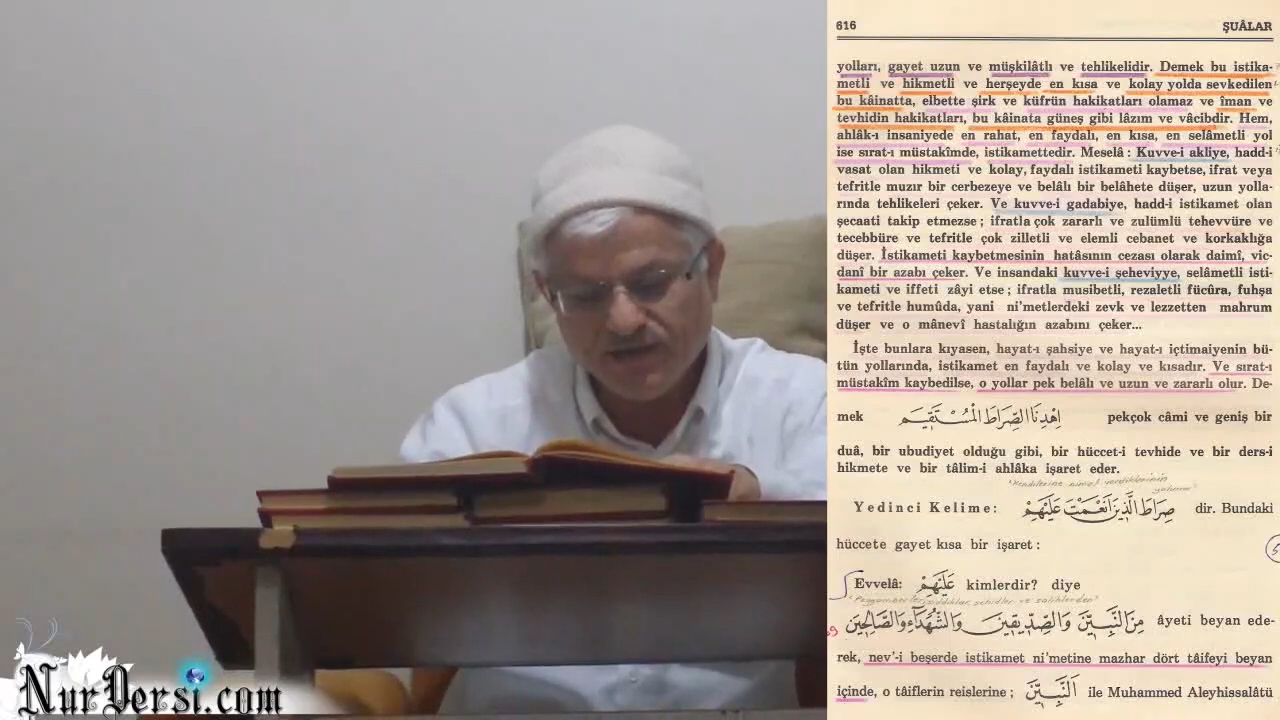 616 ŞUÂLAR
yolları, gayet uzun ve müşkilâtlı ve tehlikelidir. Demek bu istika-
metli ve hikmetli ve herşeyde en kısa ve kolay yolda sevkedilen
bu kâinatta, elbette şirk ve küfrün hakikatları olamaz ve îman ve
tevhidin hakikatları, bu kâinata güneş gibi lâzım ve vâcibdir. Hem,
ahlâk-ı insaniyede en rahat, en faydalı, en kısa, en selâmetli yol
ise sırat-ı müstakîmde, istikamettedir. Meselâ : Kuvve-i akliye, hadd-i
vasat olan hikmeti ve kolay, faydalı istikameti kaybetse, ifrat veya
tefritle muzır bir cerbezeye ve belâlı bir belâhete düşer, uzun yolla-
rında tehlikeleri çeker. Ve kuvve-i gadabiye, hadd-i istikamet olan
şecaati takip etmezse ; ifratla çok zararlı ve zulümlü tehevvüre ve
tecebbüre ve tefritle çok zilletli ve elemli cebanet ve korkaklığa
düşer. İstikameti kaybetmesinin hatâsının cezası olarak daimî, vic-
danî bir azabı çeker. Ve insandaki kuvve-i şeheviyye, selâmetli isti-
kameti ve iffeti zâyi etse ; ifratla musibetli, rezaletli fücûra, fuhşa
ve tefritle humûda, yani ni'metlerdeki zevk ve lezzetten mahrum
düşer ve o mânevî hastalığın azabını çeker...
İşte bunlara kıyasen, hayat-ı şahsiye ve hayat-ı içtimaiyenin bü-
tün yollarında, istikamet en faydalı ve kolay ve kısadır. Ve sırat-ı
müstakîm kaybedilse, o yollar pek belâlı ve uzun ve zararlı olur. De-
mek اِهْدِنَا الصِّرَاطَ الْمُسْتَقِيمَ pekçok câmi ve geniş bir
duâ, bir ubudiyet olduğu gibi, bir hüccet-i tevhide ve bir ders-i
hikmete ve bir tâlim-i ahlâka işaret eder.
"Kendilerine nimet verdiklerinin
yoluna"
Yedinci Kelime: صِرَاطَ الَّذِينَ اَنْعَمْتَ عَلَيْهِمْ dir. Bundaki
hüccete gayet kısa bir işaret :
Evvelâ: عَلَيْهِمْ kimlerdir? diye
"Peygamberler, sıddıklar, şehidler ve salihlerden"
مِنَ النَّبِيِّينَ وَالصِّدِّيقِينَ وَالشُّهَدَاءِ وَالصَّالِحِينَ âyeti beyan ede-
rek, nev'-i beşerde istikamet ni'metine mazhar dört tâifeyi beyan
içinde, o tâiflerin reislerine ; اَلنَّبِيِّينَ ile Muhammed Aleyhissalâtü
NurDersi.com